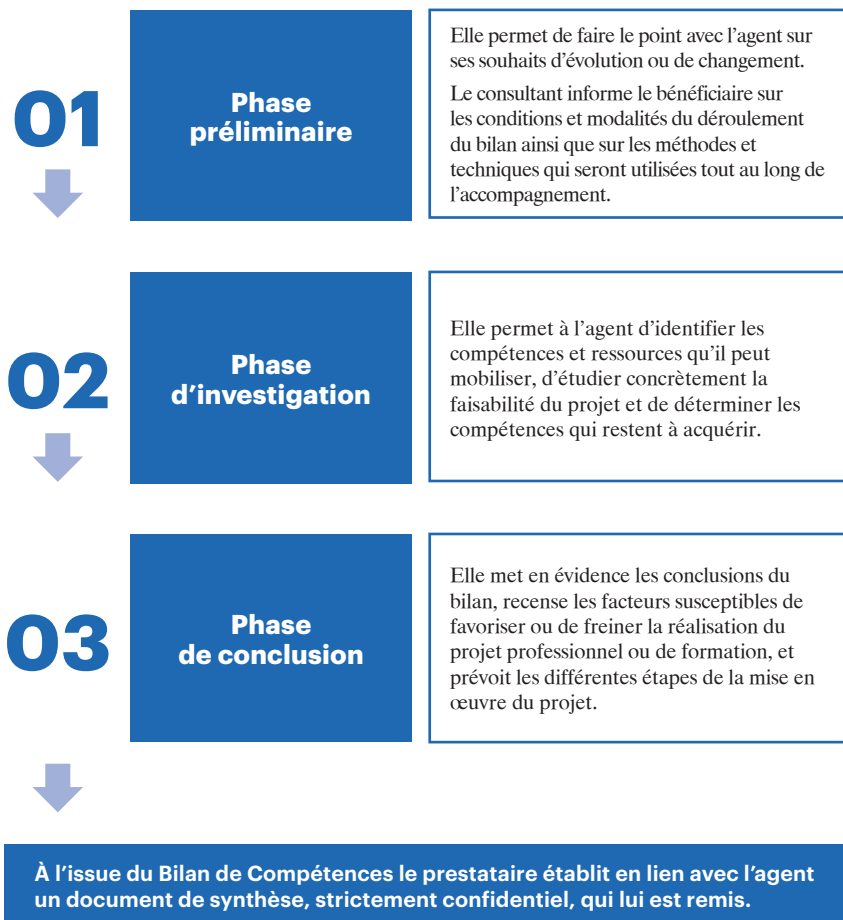 01
Phase
préliminaire
Elle permet de faire le point avec l’agent sur
ses souhaits d’évolution ou de changement.
Le consultant informe le bénéficiaire sur
les conditions et modalités du déroulement
du bilan ainsi que sur les méthodes et
techniques qui seront utilisées tout au long de
l’accompagnement.
02
Phase
d’investigation
Elle permet à l’agent d’identifier les
compétences et ressources qu’il peut
mobiliser, d’étudier concrètement la
faisabilité du projet et de déterminer les
compétences qui restent à acquérir.
03
Phase
de conclusion
Elle met en évidence les conclusions du
bilan, recense les facteurs susceptibles de
favoriser ou de freiner la réalisation du
projet professionnel ou de formation, et
prévoit les différentes étapes de la mise en
œuvre du projet.
À l’issue du Bilan de Compétences le prestataire établit en lien avec l’agent
un document de synthèse, strictement confidentiel, qui lui est remis.